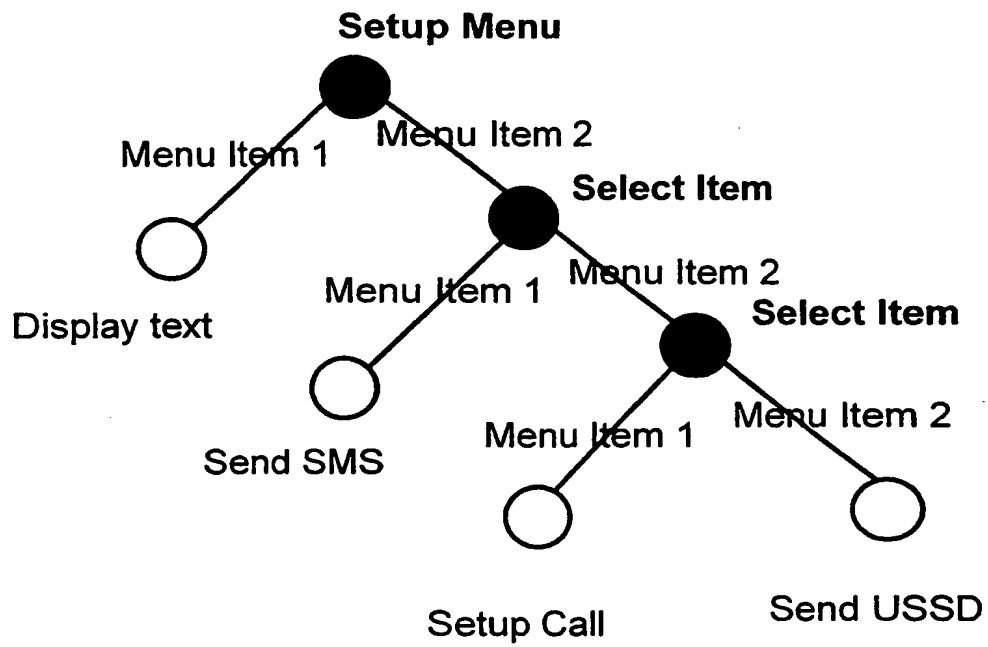 Setup Menu
Menu Item 1
Menu Item 2
Select Item
Display text
Menu Item 1
Menu Item 2
Select Item
Send SMS
Menu Item 1
Menu Item 2
Setup Call
Send USSD